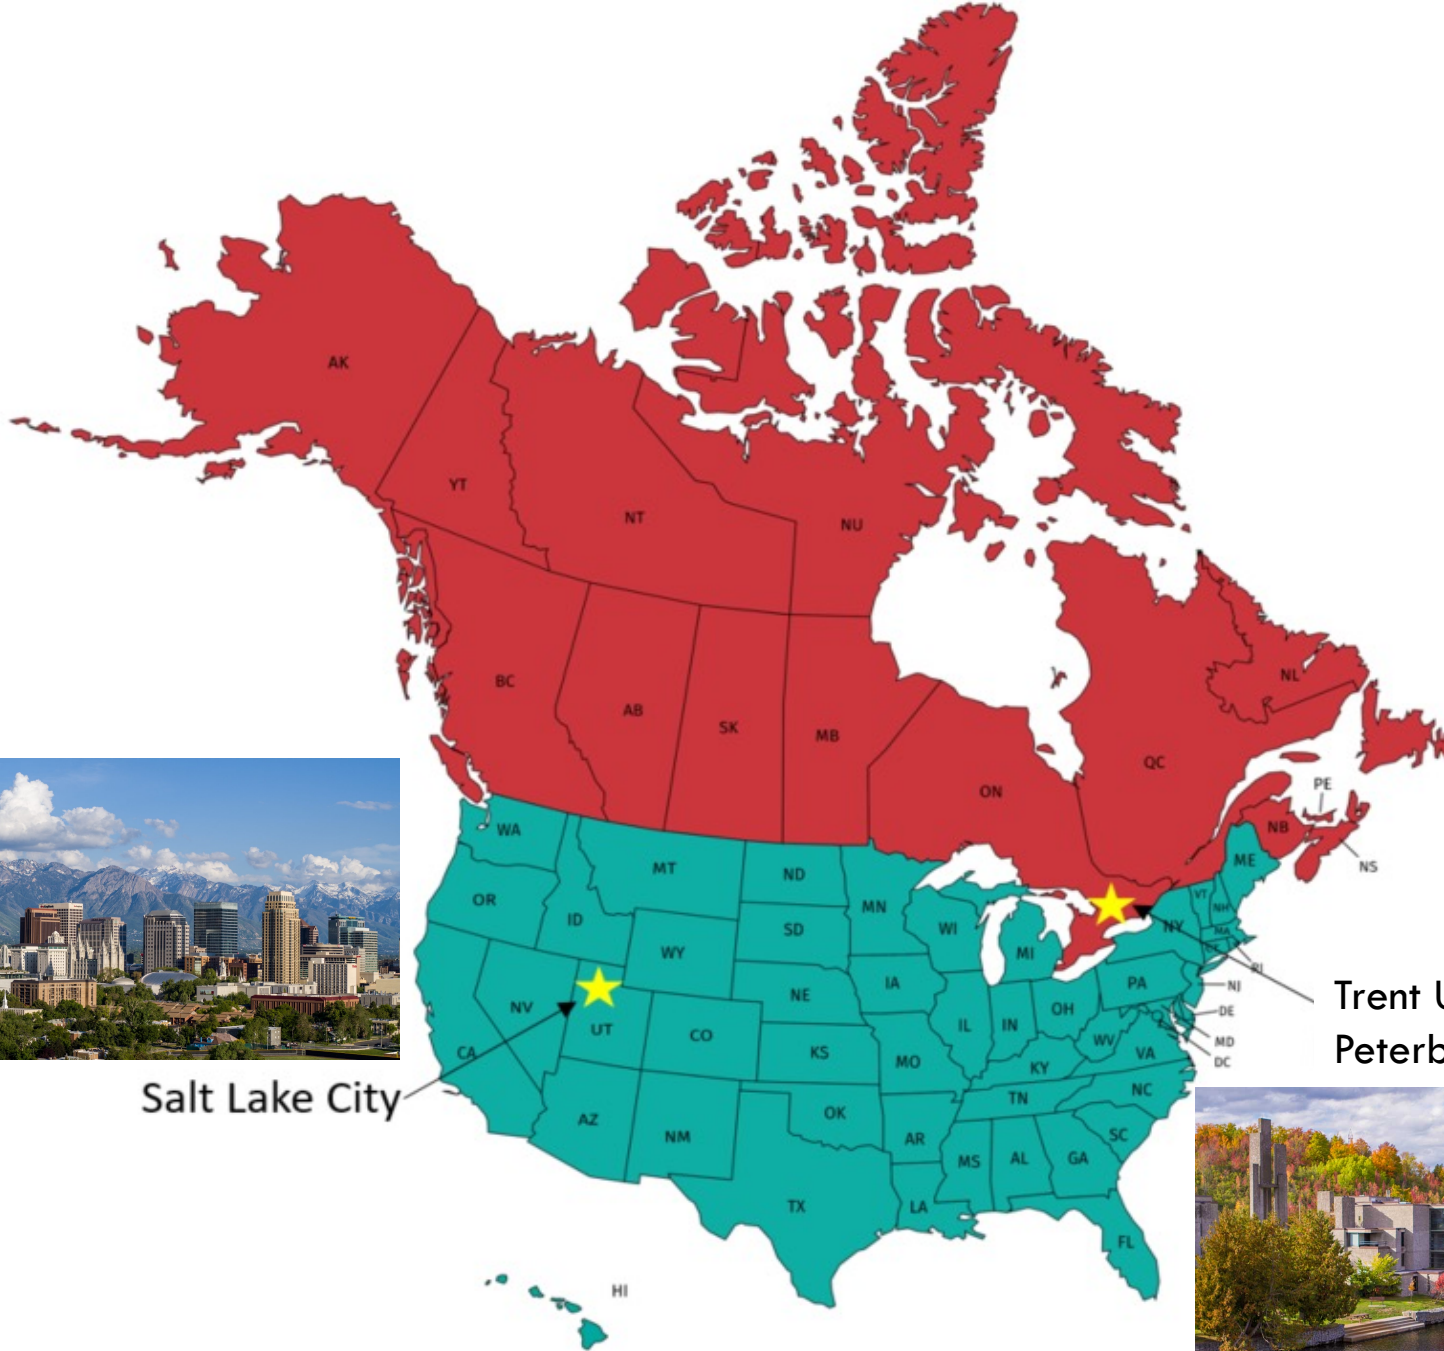 AK
YT
NT
NU
BC
AB
SK
MB
ON
QC
NL
PE
NB
NS
WA
MT
ND
MN
ME
VT
NH
OR
ID
SD
WI
MI
NY
MA
CT
RI
WY
IA
PA
NJ
NV
UT
NE
IL
IN
OH
DE
CO
KS
MO
WV
VA
MD
DC
CA
KY
Salt Lake City
Trent U
Peterb
AZ
NM
OK
AR
TN
NC
SC
MS
AL
GA
TX
LA
FL
HI